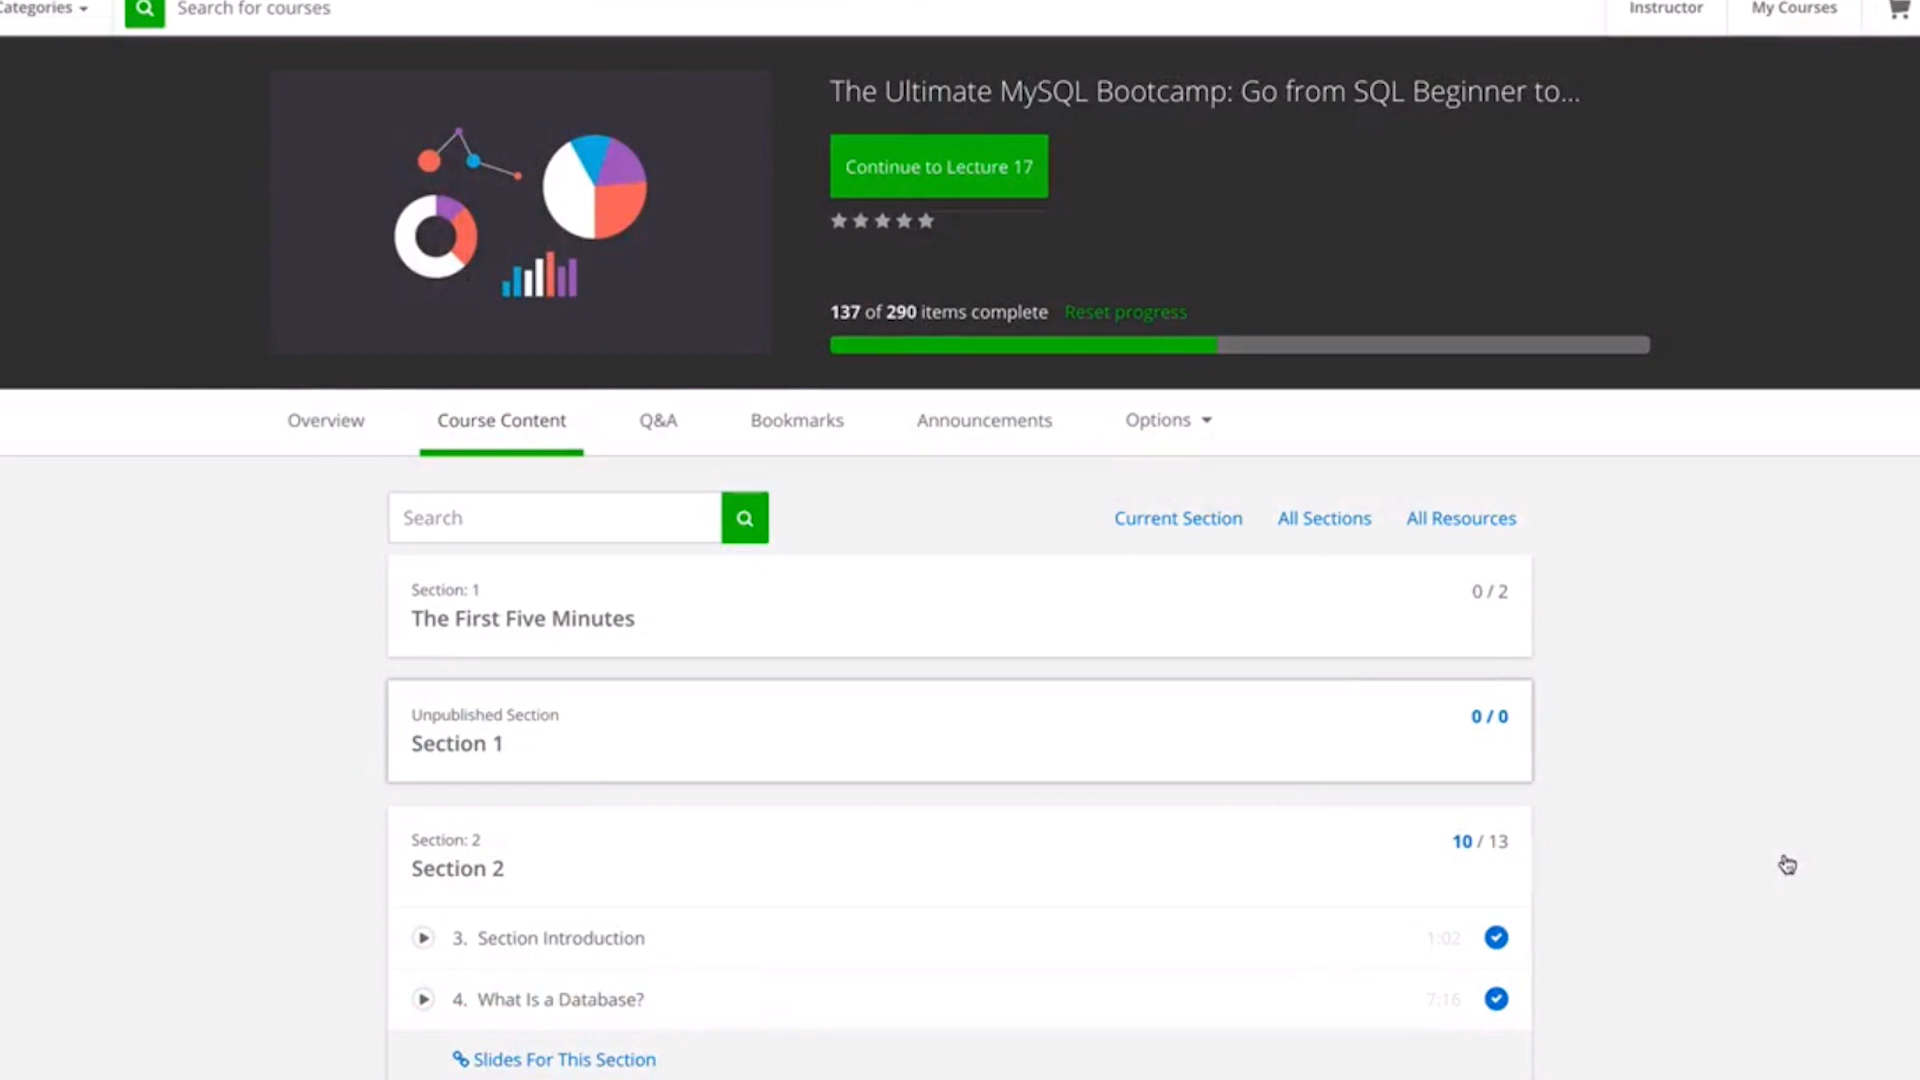 Categories
Search for courses
Instructor
My Courses
The Ultimate MySQL Bootcamp: Go from SQL Beginner to...
Continue to Lecture 17
137 of 290 items complete Reset progress
Overview
Course Content
Q&A
Bookmarks
Announcements
Options
Search
Current Section
All Sections
All Resources
Section: 1
0 / 2
The First Five Minutes
Unpublished Section
0 / 0
Section 1
Section: 2
10 / 13
Section 2
3. Section Introduction
1:02
4. What Is a Database?
7:16
Slides For This Section